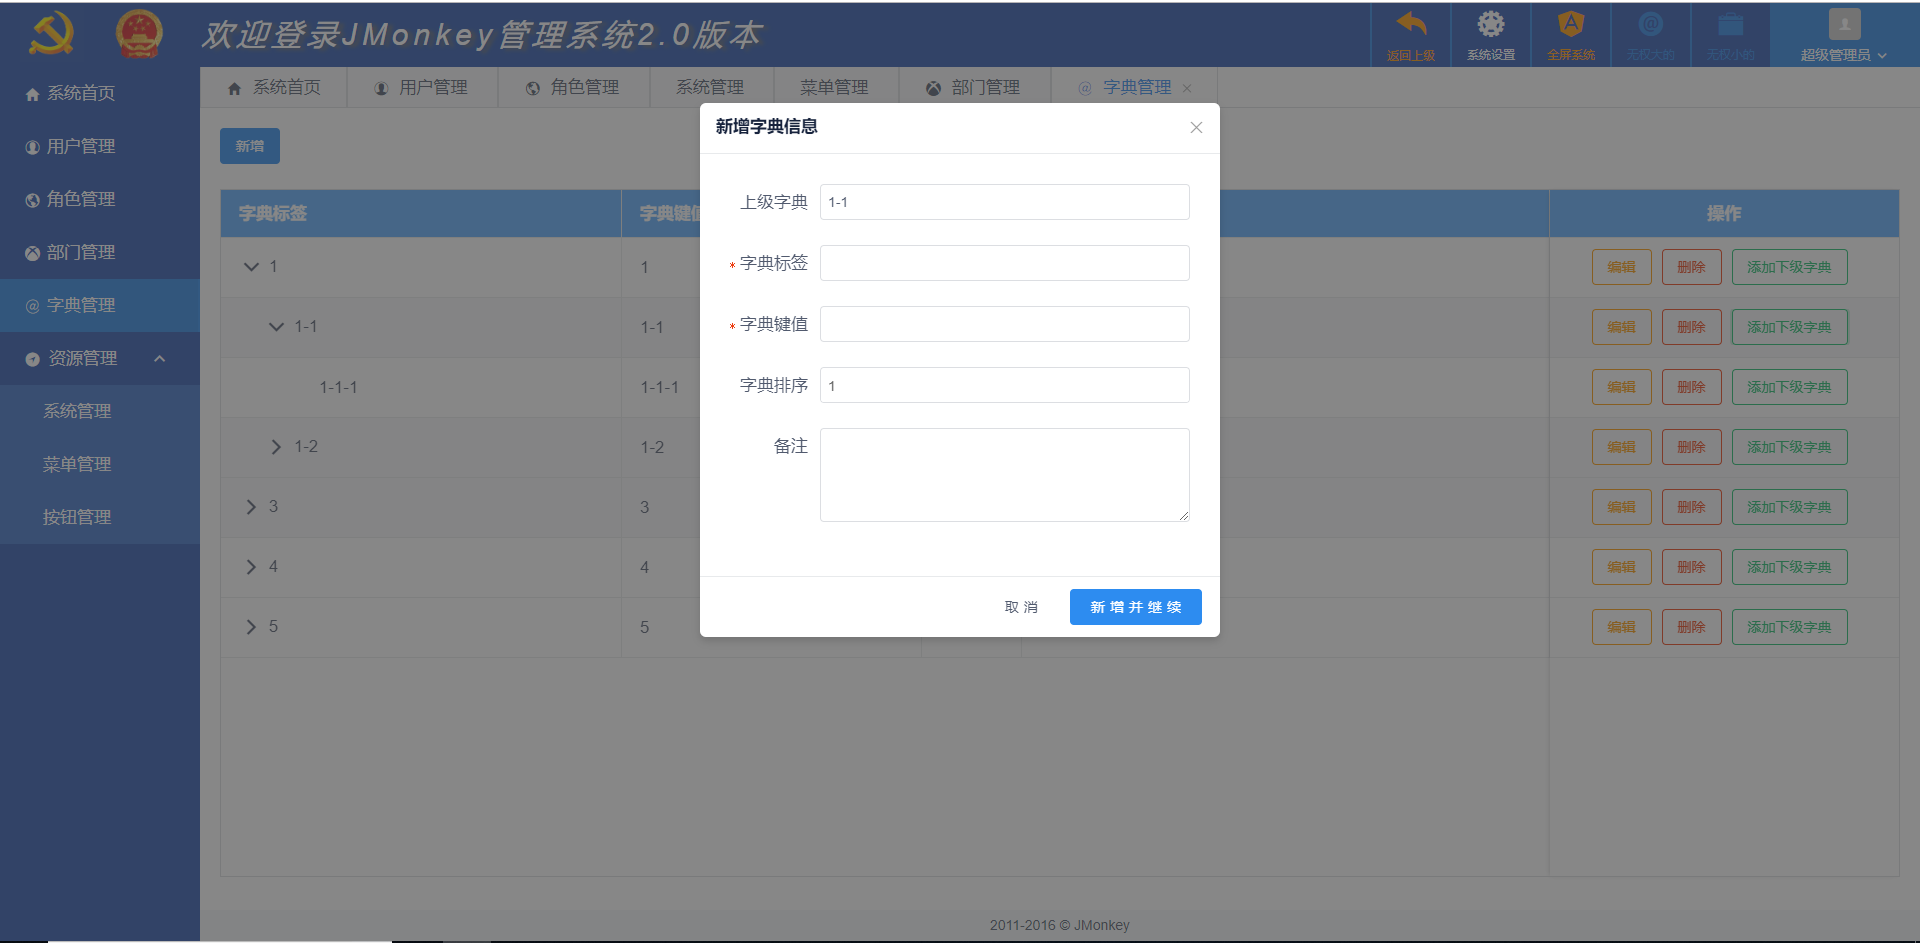 欢迎登录JMonkey管理系统2.0版本
返回上级
系统设置
全屏系统
无权大的
无权小的
超级管理员
系统首页
用户管理
角色管理
部门管理
字典管理
资源管理
系统管理
菜单管理
按钮管理
系统首页 用户管理 角色管理 系统管理 菜单管理 部门管理 字典管理
新增
字典标签 字典键值 操作
1 1 编辑 删除 添加下级字典
1-1 1-1 编辑 删除 添加下级字典
1-1-1 1-1-1 编辑 删除 添加下级字典
1-2 1-2 编辑 删除 添加下级字典
3 3 编辑 删除 添加下级字典
4 4 编辑 删除 添加下级字典
5 5 编辑 删除 添加下级字典
新增字典信息
上级字典 1-1
* 字典标签
* 字典键值
字典排序 1
备注
取消 新增并继续
2011-2016 © JMonkey